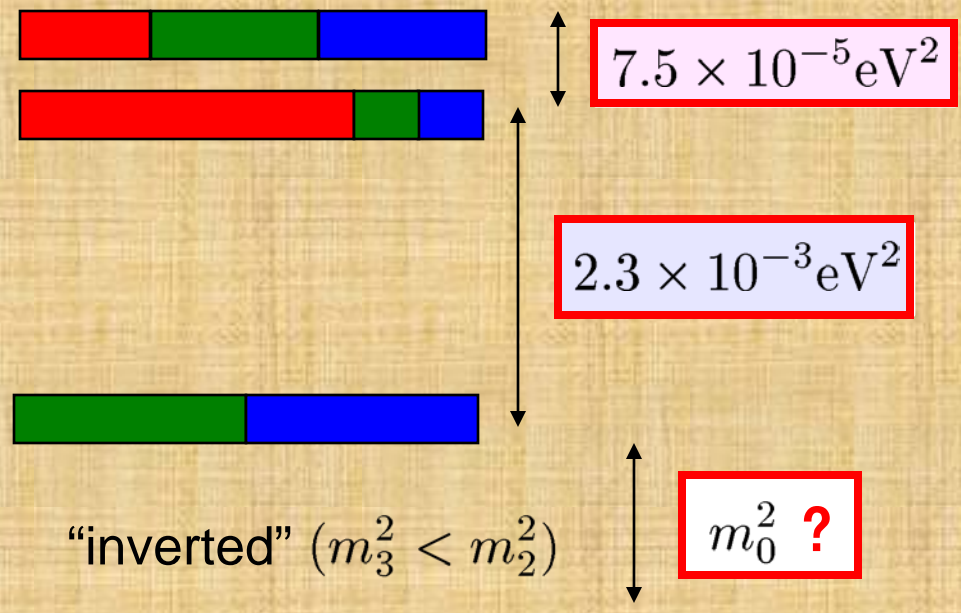 7.5 × 10⁻⁵eV²
2.3 × 10⁻³eV²
“inverted” (m₃² < m₂²)
m₀² ?